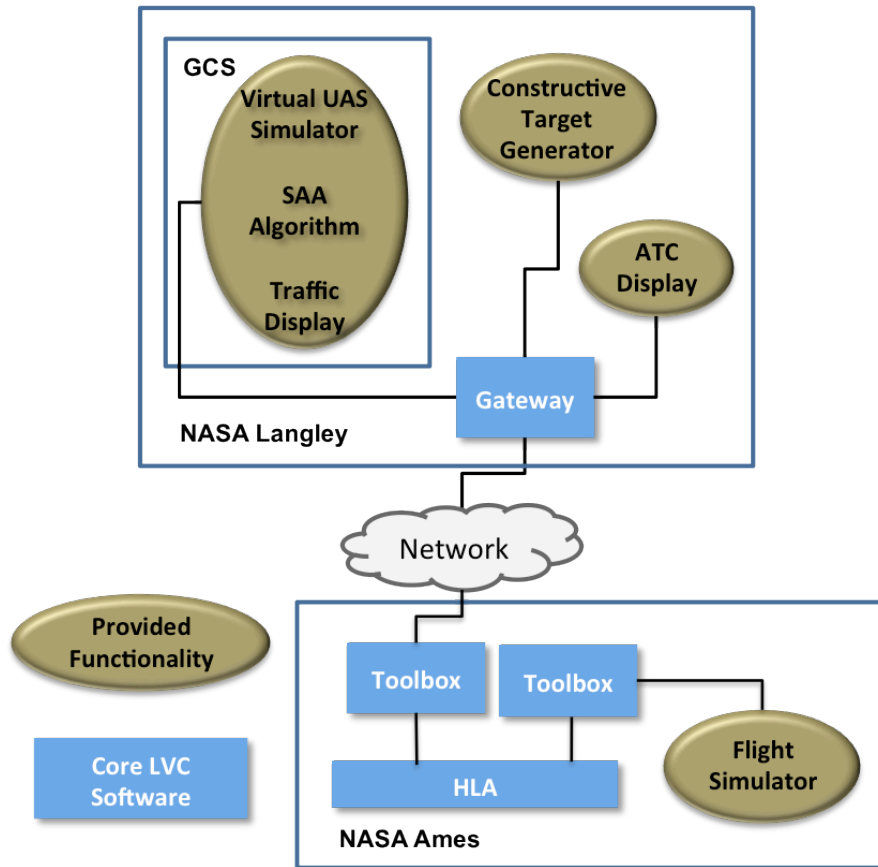 GCS
Virtual UAS
Simulator
SAA
Algorithm
Traffic
Display
Constructive
Target
Generator
ATC
Display
Gateway
NASA Langley
Network
Provided
Functionality
Core LVC
Software
Toolbox
Toolbox
HLA
Flight
Simulator
NASA Ames